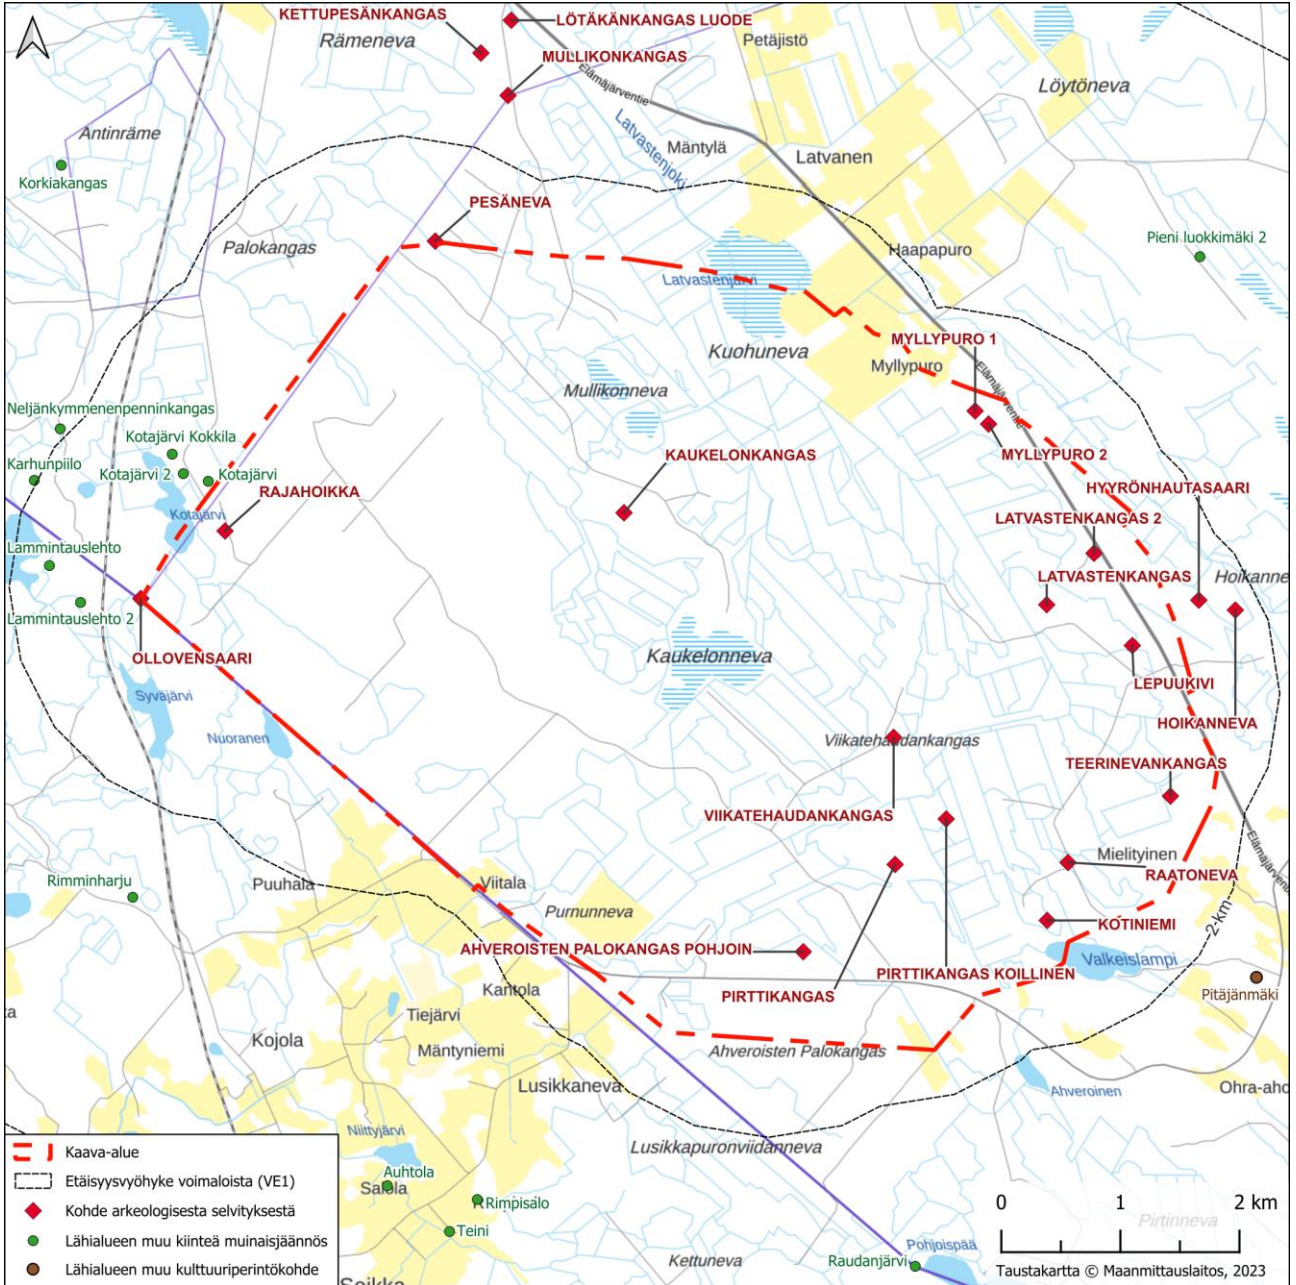 KETTUPESÄNKANGAS
LÖTÄKÄNKANGAS LUODE
Rämeneva
Petäjistö
MULLIKONKANGAS
Elämäjärventie
Löytöneva
Antinräme
Latvastenjoki
Mäntylä
Latvanen
Korkiakangas
PESÄNEVA
Palokangas
Haapapuro
Pieni luokkimäki 2
Latvastenjärvi
MYLLYPURO 1
Kuohuneva
Myllypuro
Elämäjärventie
Mullikonneva
Neljänkymmenenpenninkangas
Kotajärvi Kokkila
KAUKELONKANGAS
MYLLYPURO 2
Karhunpiilo
Kotajärvi 2
Kotajärvi
HYYRÖNHAUTASAARI
RAJAHOIKKA
Kotajärvi
LATVASTENKANGAS 2
Lammintauslehto
LATVASTENKANGAS
Hoikanne
Lammintauslehto 2
OLLOVENSAARI
Kaukelonneva
LEPUUKIVI
Syväjärvi
HOIKANNEVA
Nuoranen
Viikatehaudankangas
TEERINEVANKANGAS
VIIKATEHAUDANKANGAS
Elämäjärventie
Mielityinen
Rimminharju
Puuhala
Viitala
RAATONEVA
Purnunneva
2-km
KOTINIEMI
AHVEROISTEN PALOKANGAS POHJOIN
Valkeislampi
PIRTTIKANGAS KOILLINEN
Kantola
PIRTTIKANGAS
Pitäjänmäki
ta
Tiejärvi
Kojola
Mäntyniemi
Ahveroisten Palokangas
Lusikkaneva
Ahveroinen
Ohra-aho
Niittyjärvi
Lusikkapuronviidanneva
Auhtola
Salola
Rimpisalo
Teini
Pirtinneva
Kettuneva
Raudanjärvi
Pohjoispää
Seikka
Kaava-alue
Etäisyysvyöhyke voimaloista (VE1)
Kohde arkeologisesta selvityksestä
Lähialueen muu kiinteä muinaisjäännös
Lähialueen muu kulttuuriperintökohde
0 1 2 km
Taustakartta © Maanmittauslaitos, 2023